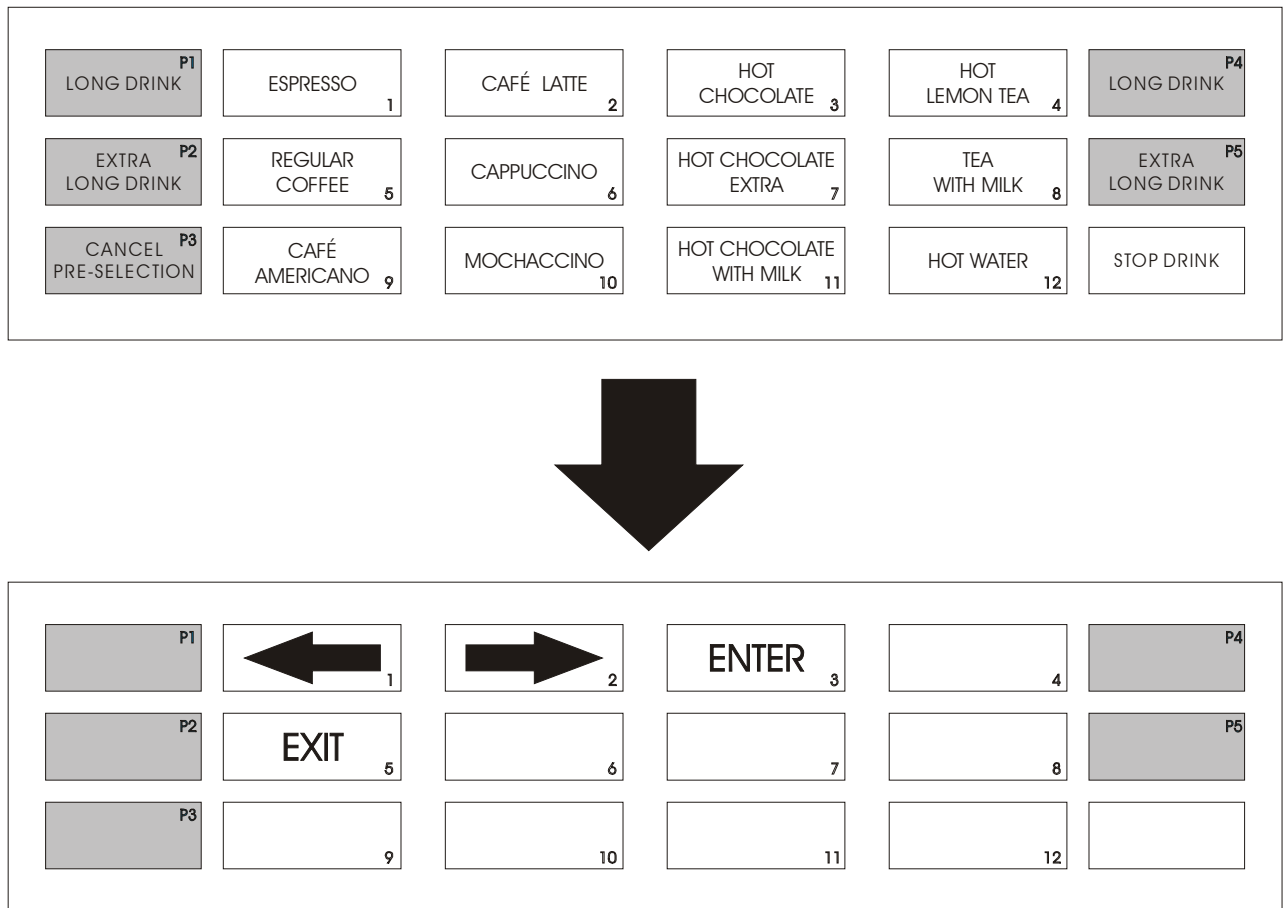 P1
LONG DRINK
ESPRESSO
1
CAFÉ LATTE
2
HOT
CHOCOLATE
3
HOT
LEMON TEA
4
P4
LONG DRINK
P2
EXTRA
LONG DRINK
REGULAR
COFFEE
5
CAPPUCCINO
6
HOT CHOCOLATE
EXTRA
7
TEA
WITH MILK
8
P5
EXTRA
LONG DRINK
P3
CANCEL
PRE-SELECTION
CAFÉ
AMERICANO
9
MOCHACCINO
10
HOT CHOCOLATE
WITH MILK
11
HOT WATER
12
STOP DRINK
P1
1
2
ENTER
3
4
P4
P2
EXIT
5
6
7
8
P5
P3
9
10
11
12